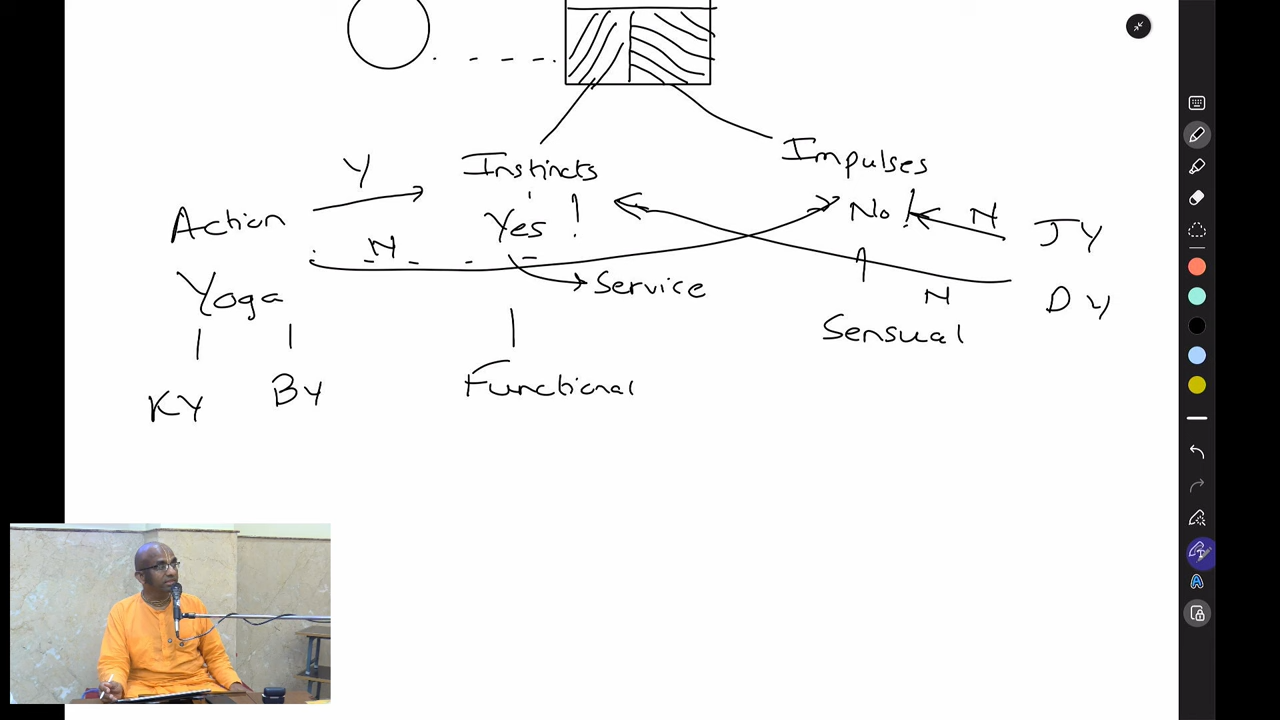 Impulses
Y
Instincts
Action
Yes!
No!
N
JY
N
Yoga
Service
N
DY
Sensual
KY
BY
Functional